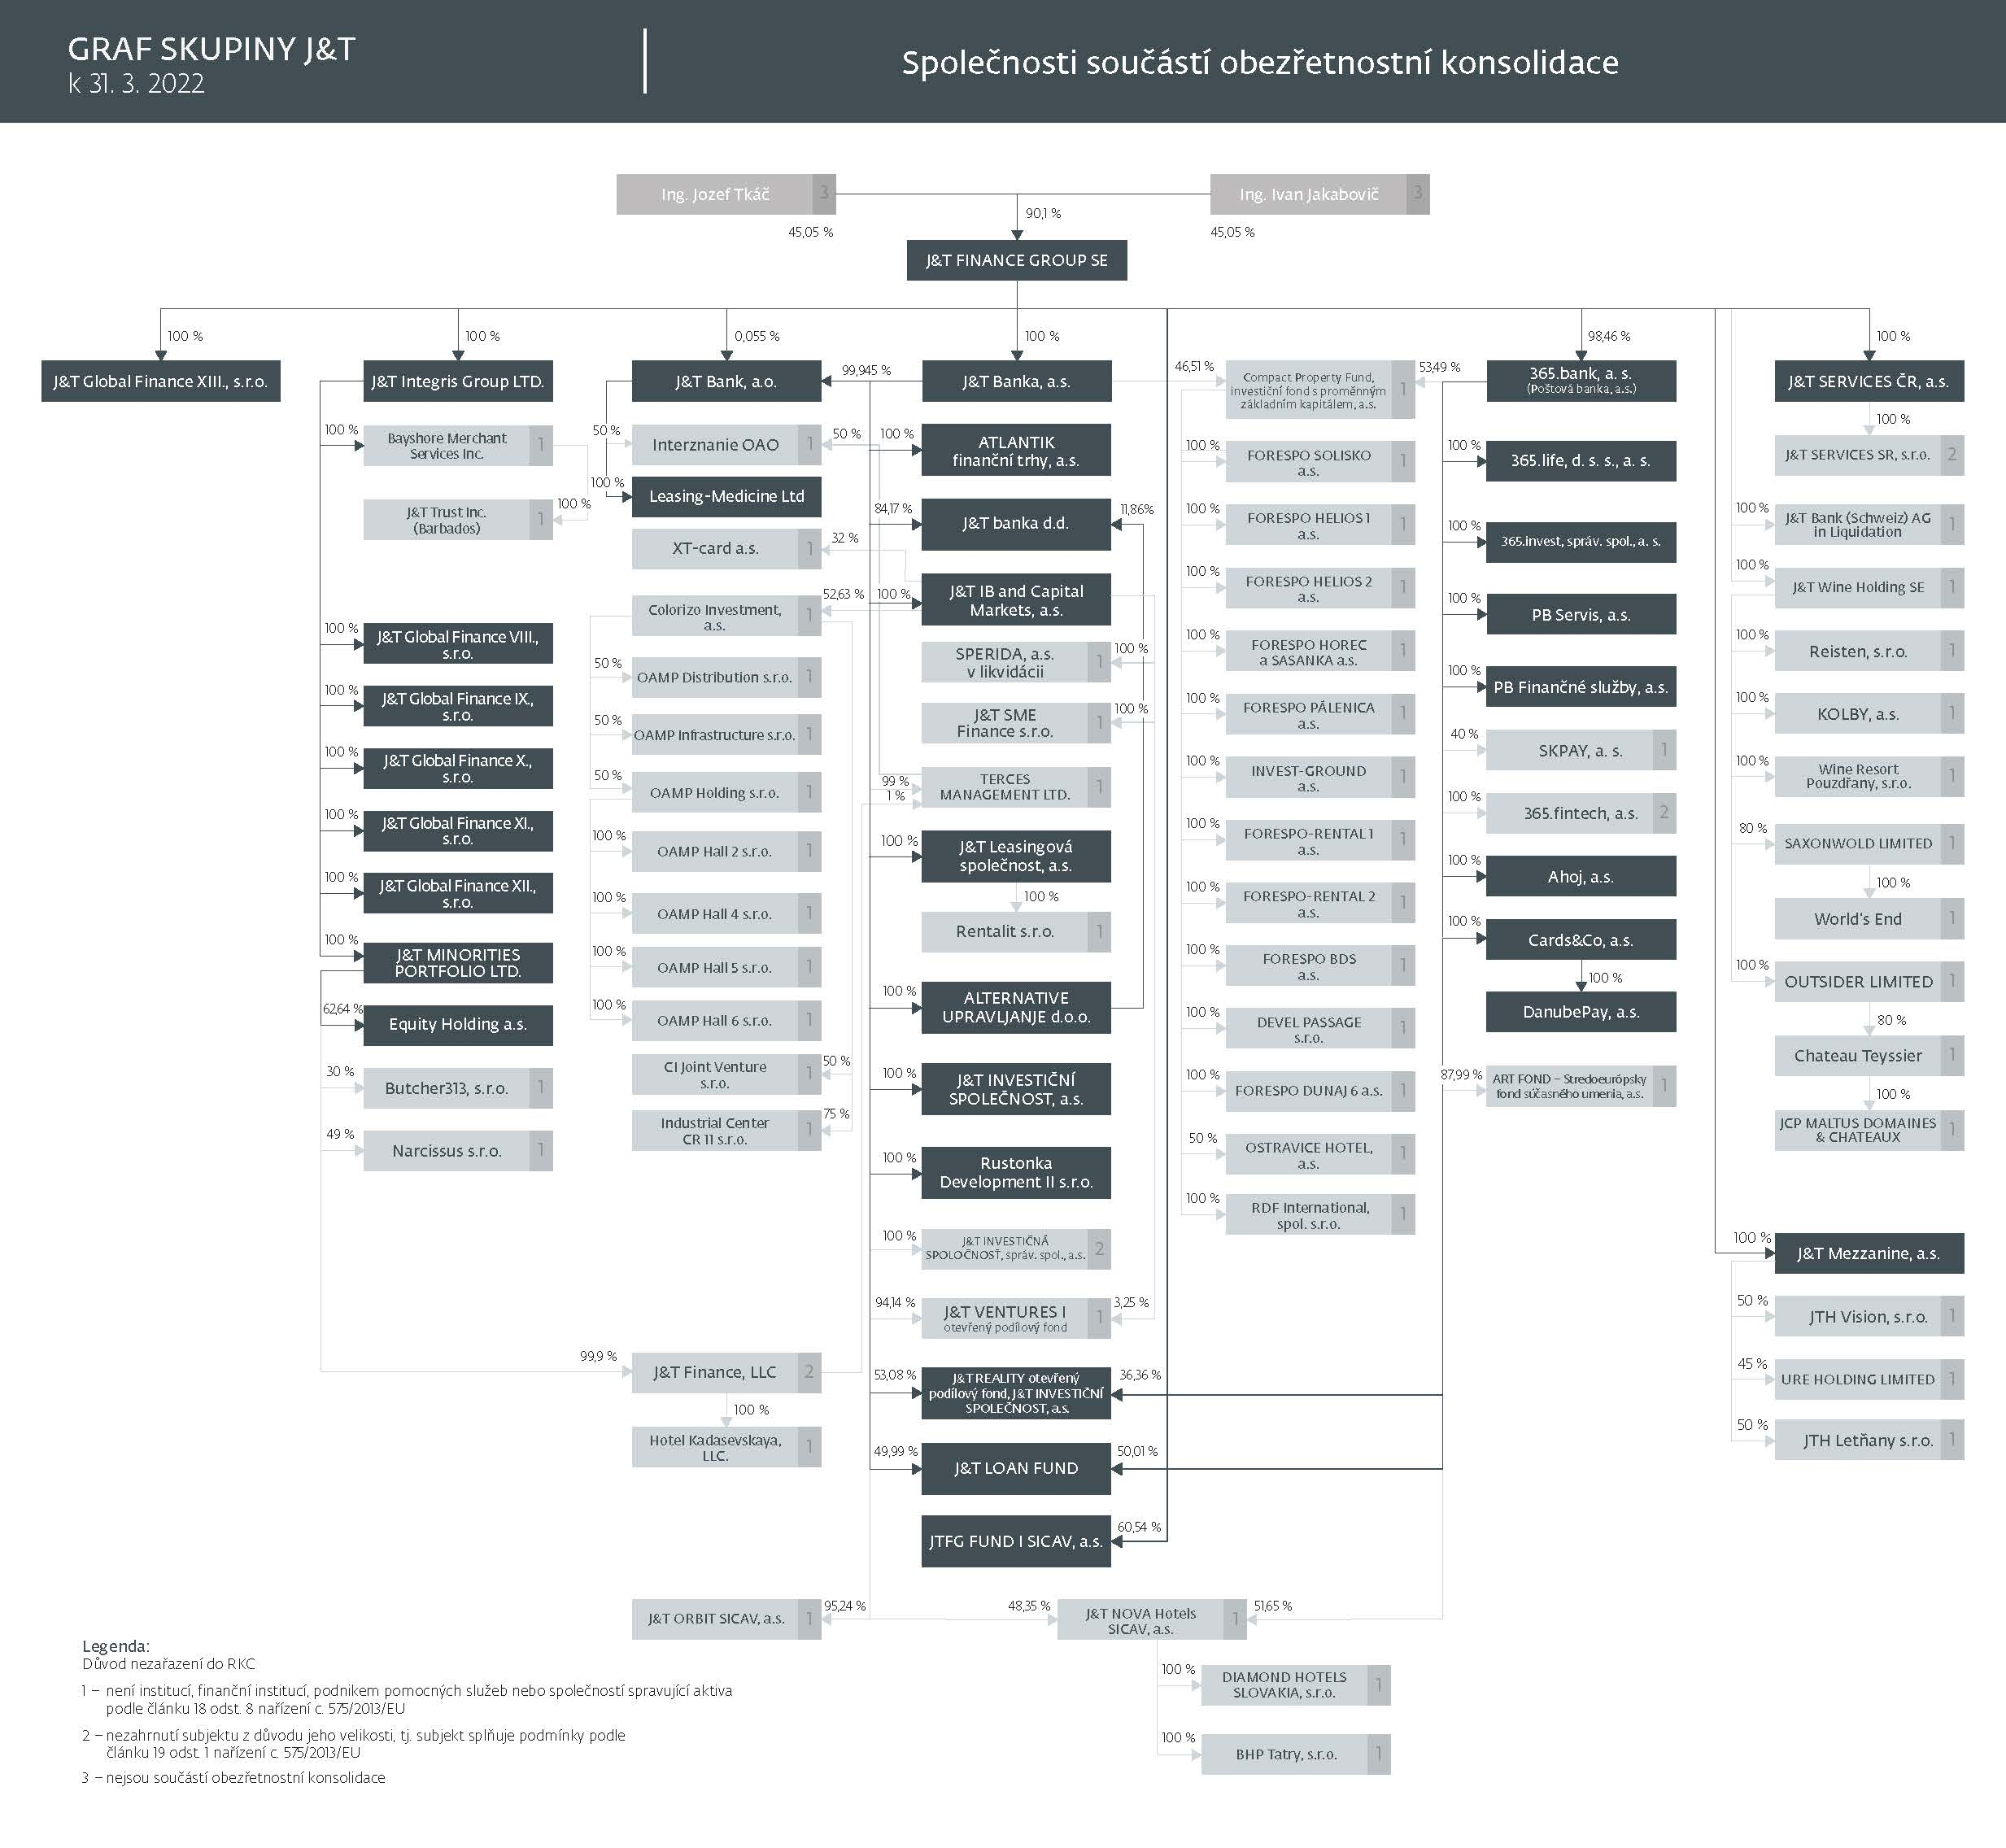 GRAF SKUPINY J&T
k 31. 3. 2022
Společnosti součástí obezřetnostní konsolidace
Ing. Jozef Tkáč
3
Ing. Ivan Jakabovič
3
90,1 %
45,05 %
45,05 %
J&T FINANCE GROUP SE
100 %
J&T Global Finance XIII., s.r.o.
100 %
J&T Integris Group LTD.
100 %
Bayshore Merchant
Services Inc.
1
100 %
J&T Trust Inc.
(Barbados)
1
100 %
J&T Global Finance VIII.,
s.r.o.
100 %
J&T Global Finance IX.,
s.r.o.
100 %
J&T Global Finance X.,
s.r.o.
100 %
J&T Global Finance XI.,
s.r.o.
100 %
J&T Global Finance XII.,
s.r.o.
100 %
J&T MINORITIES
PORTFOLIO LTD.
62,64 %
Equity Holding a.s.
30 %
Butcher313, s.r.o.
1
49 %
Narcissus s.r.o.
1
0,055 %
J&T Bank, a.o.
99,945 %
50 %
Interznanie OAO
1
50 %
100 %
Leasing-Medicine Ltd
XT-card a.s.
1
32 %
Colorizo Investment,
a.s.
1
52,63 %
50 %
OAMP Distribution s.r.o.
1
50 %
OAMP Infrastructure s.r.o.
1
50 %
OAMP Holding s.r.o.
1
100 %
OAMP Hall 2 s.r.o.
1
100 %
OAMP Hall 4 s.r.o.
1
100 %
OAMP Hall 5 s.r.o.
1
100 %
OAMP Hall 6 s.r.o.
1
CI Joint Venture
s.r.o.
1
50 %
Industrial Center
CR 11 s.r.o.
1
75 %
99,9 %
J&T Finance, LLC
2
100 %
Hotel Kadasevskaya,
LLC.
1
J&T ORBIT SICAV, a.s.
1
95,24 %
100 %
J&T Banka, a.s.
100 %
ATLANTIK
finanční trhy, a.s.
84,17 %
J&T banka d.d.
11,86%
100 %
J&T IB and Capital
Markets, a.s.
SPERIDA, a.s.
v likvidácii
1
100 %
J&T SME
Finance s.r.o.
1
100 %
99 %
1 %
TERCES
MANAGEMENT LTD.
1
100 %
J&T Leasingová
společnost, a.s.
100 %
Rentalit s.r.o.
1
100 %
ALTERNATIVE
UPRAVLJANJE d.o.o.
100 %
J&T INVESTIČNÍ
SPOLEČNOST, a.s.
100 %
Rustonka
Development II s.r.o.
100 %
J&T INVESTIČNÁ
SPOLOČNOSŤ, správ. spol., a.s.
2
94,14 %
J&T VENTURES I
otevřený podílový fond
1
3,25 %
53,08 %
J&T REALITY otevřený
podílový fond, J&T INVESTIČNÍ
SPOLEČNOST, a.s.
36,36 %
49,99 %
J&T LOAN FUND
50,01 %
JTFG FUND I SICAV, a.s.
60,54 %
48,35 %
J&T NOVA Hotels
SICAV, a.s.
1
51,65 %
100 %
DIAMOND HOTELS
SLOVAKIA, s.r.o.
1
100 %
BHP Tatry, s.r.o.
1
46,51 %
Compact Property Fund,
investiční fond s proměnným
základním kapitálem, a.s.
1
53,49 %
100 %
FORESPO SOLISKO
a.s.
1
100 %
FORESPO HELIOS 1
a.s.
1
100 %
FORESPO HELIOS 2
a.s.
1
100 %
FORESPO HOREC
a SASANKA a.s.
1
100 %
FORESPO PÁLENICA
a.s.
1
100 %
INVEST-GROUND
a.s.
1
100 %
FORESPO-RENTAL 1
a.s.
1
100 %
FORESPO-RENTAL 2
a.s.
1
100 %
FORESPO BDS
a.s.
1
100 %
DEVEL PASSAGE
s.r.o.
1
100 %
FORESPO DUNAJ 6 a.s.
1
50 %
OSTRAVICE HOTEL,
a.s.
1
100 %
RDF International,
spol. s.r.o.
1
98,46 %
365.bank, a. s.
(Poštová banka, a.s.)
100 %
365.life, d. s. s., a. s.
100 %
365.invest, správ. spol., a. s.
100 %
PB Servis, a.s.
100 %
PB Finančné služby, a.s.
40 %
SKPAY, a. s.
1
100 %
365.fintech, a.s.
2
100 %
Ahoj, a.s.
100 %
Cards&Co, a.s.
100 %
DanubePay, a.s.
87,99 %
ART FOND – Stredoeurópsky
fond súčasného umenia, a.s.
1
100 %
J&T SERVICES ČR, a.s.
100 %
J&T SERVICES SR, s.r.o.
2
100 %
J&T Bank (Schweiz) AG
in Liquidation
1
100 %
J&T Wine Holding SE
1
100 %
Reisten, s.r.o.
1
100 %
KOLBY, a.s.
1
100 %
Wine Resort
Pouzdřany, s.r.o.
1
80 %
SAXONWOLD LIMITED
1
100 %
World's End
1
100 %
OUTSIDER LIMITED
1
80 %
Chateau Teyssier
1
100 %
JCP MALTUS DOMAINES
& CHATEAUX
1
100 %
J&T Mezzanine, a.s.
50 %
JTH Vision, s.r.o.
1
45 %
URE HOLDING LIMITED
1
50 %
JTH Letňany s.r.o.
1
Legenda:
Důvod nezařazení do RKC
1 – není institucí, finanční institucí, podnikem pomocných služeb nebo společností spravující aktiva
podle článku 18 odst. 8 nařízení c. 575/2013/EU
2 – nezahrnutí subjektu z důvodu jeho velikosti, tj. subjekt splňuje podmínky podle
článku 19 odst. 1 nařízení c. 575/2013/EU
3 – nejsou součástí obezřetnostní konsolidace